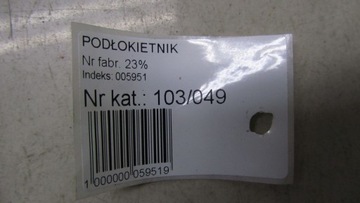 PODŁOKIETNIK
Nr fabr. 23%
Indeks: 005951
Nr kat.: 103/049
1 000000 059519